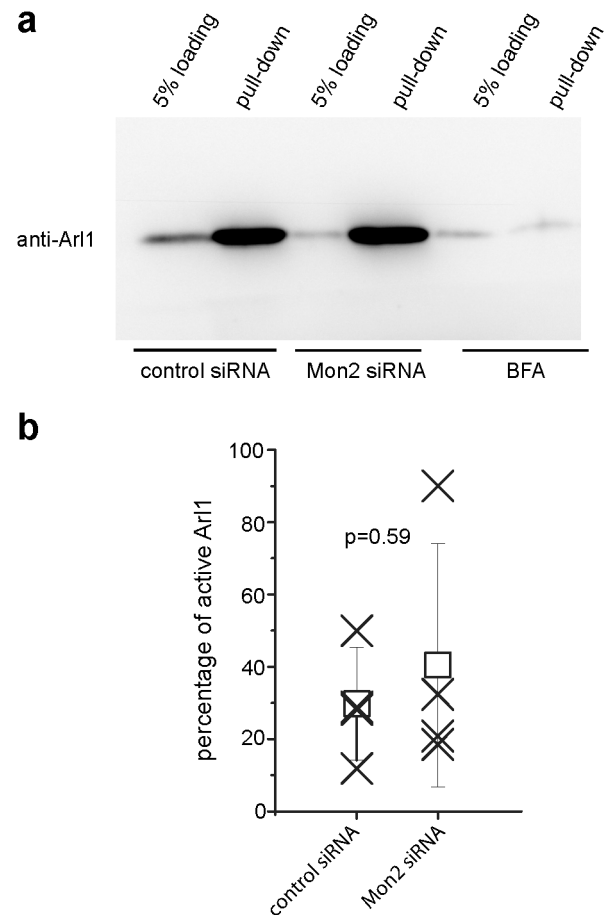 a
5% loading
pull-down
5% loading
pull-down
5% loading
pull-down
anti-Arl1
control siRNA
Mon2 siRNA
BFA
b
percentage of active Arl1
100
80
60
40
20
0
p=0.59
control siRNA
Mon2 siRNA